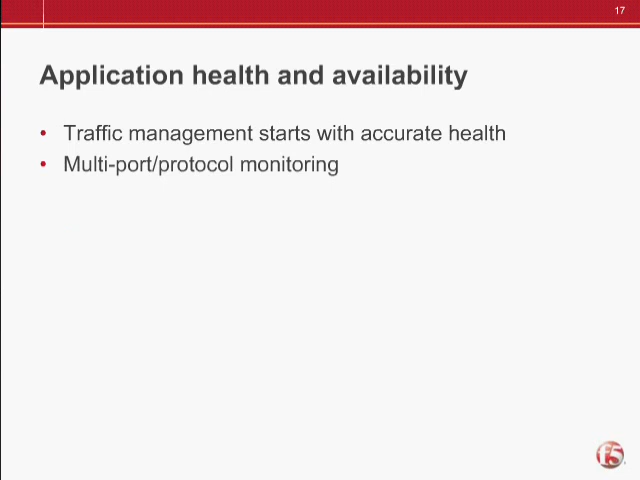 17
Application health and availability
• Traffic management starts with accurate health
• Multi-port/protocol monitoring
f5